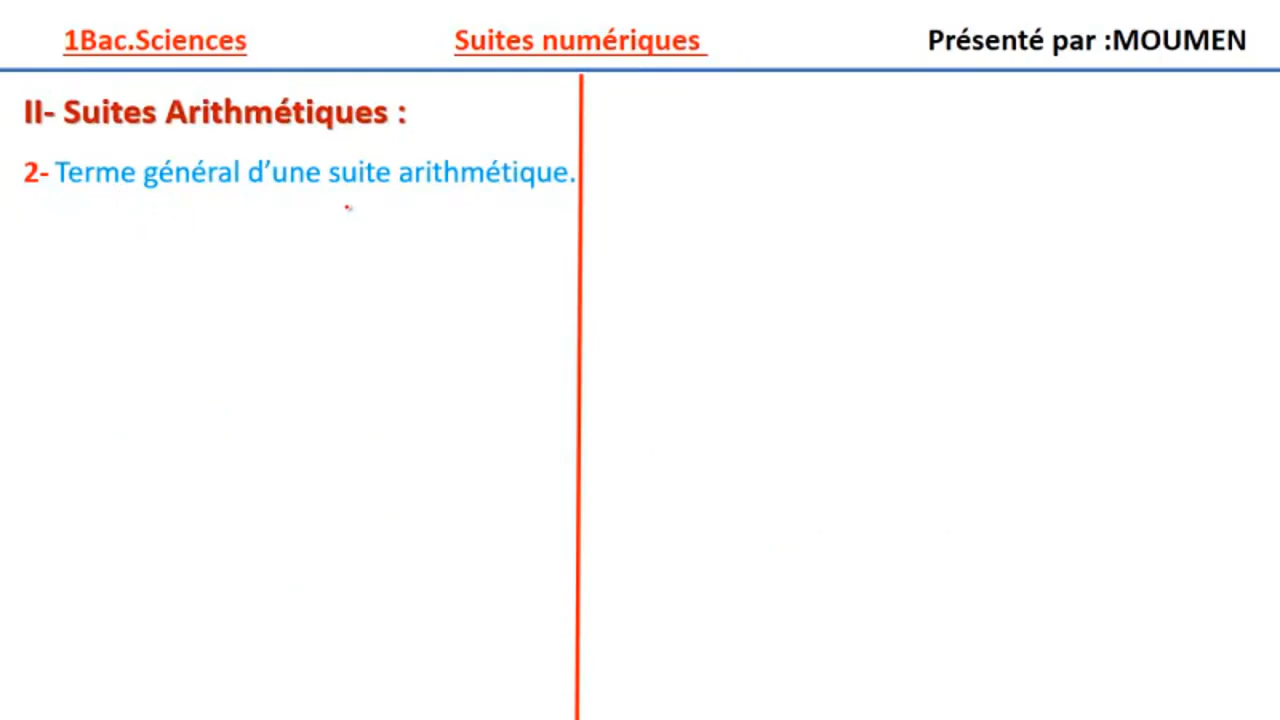 1Bac.Sciences
Suites numériques
Présenté par :MOUMEN
II- Suites Arithmétiques :
2- Terme général d’une suite arithmétique.